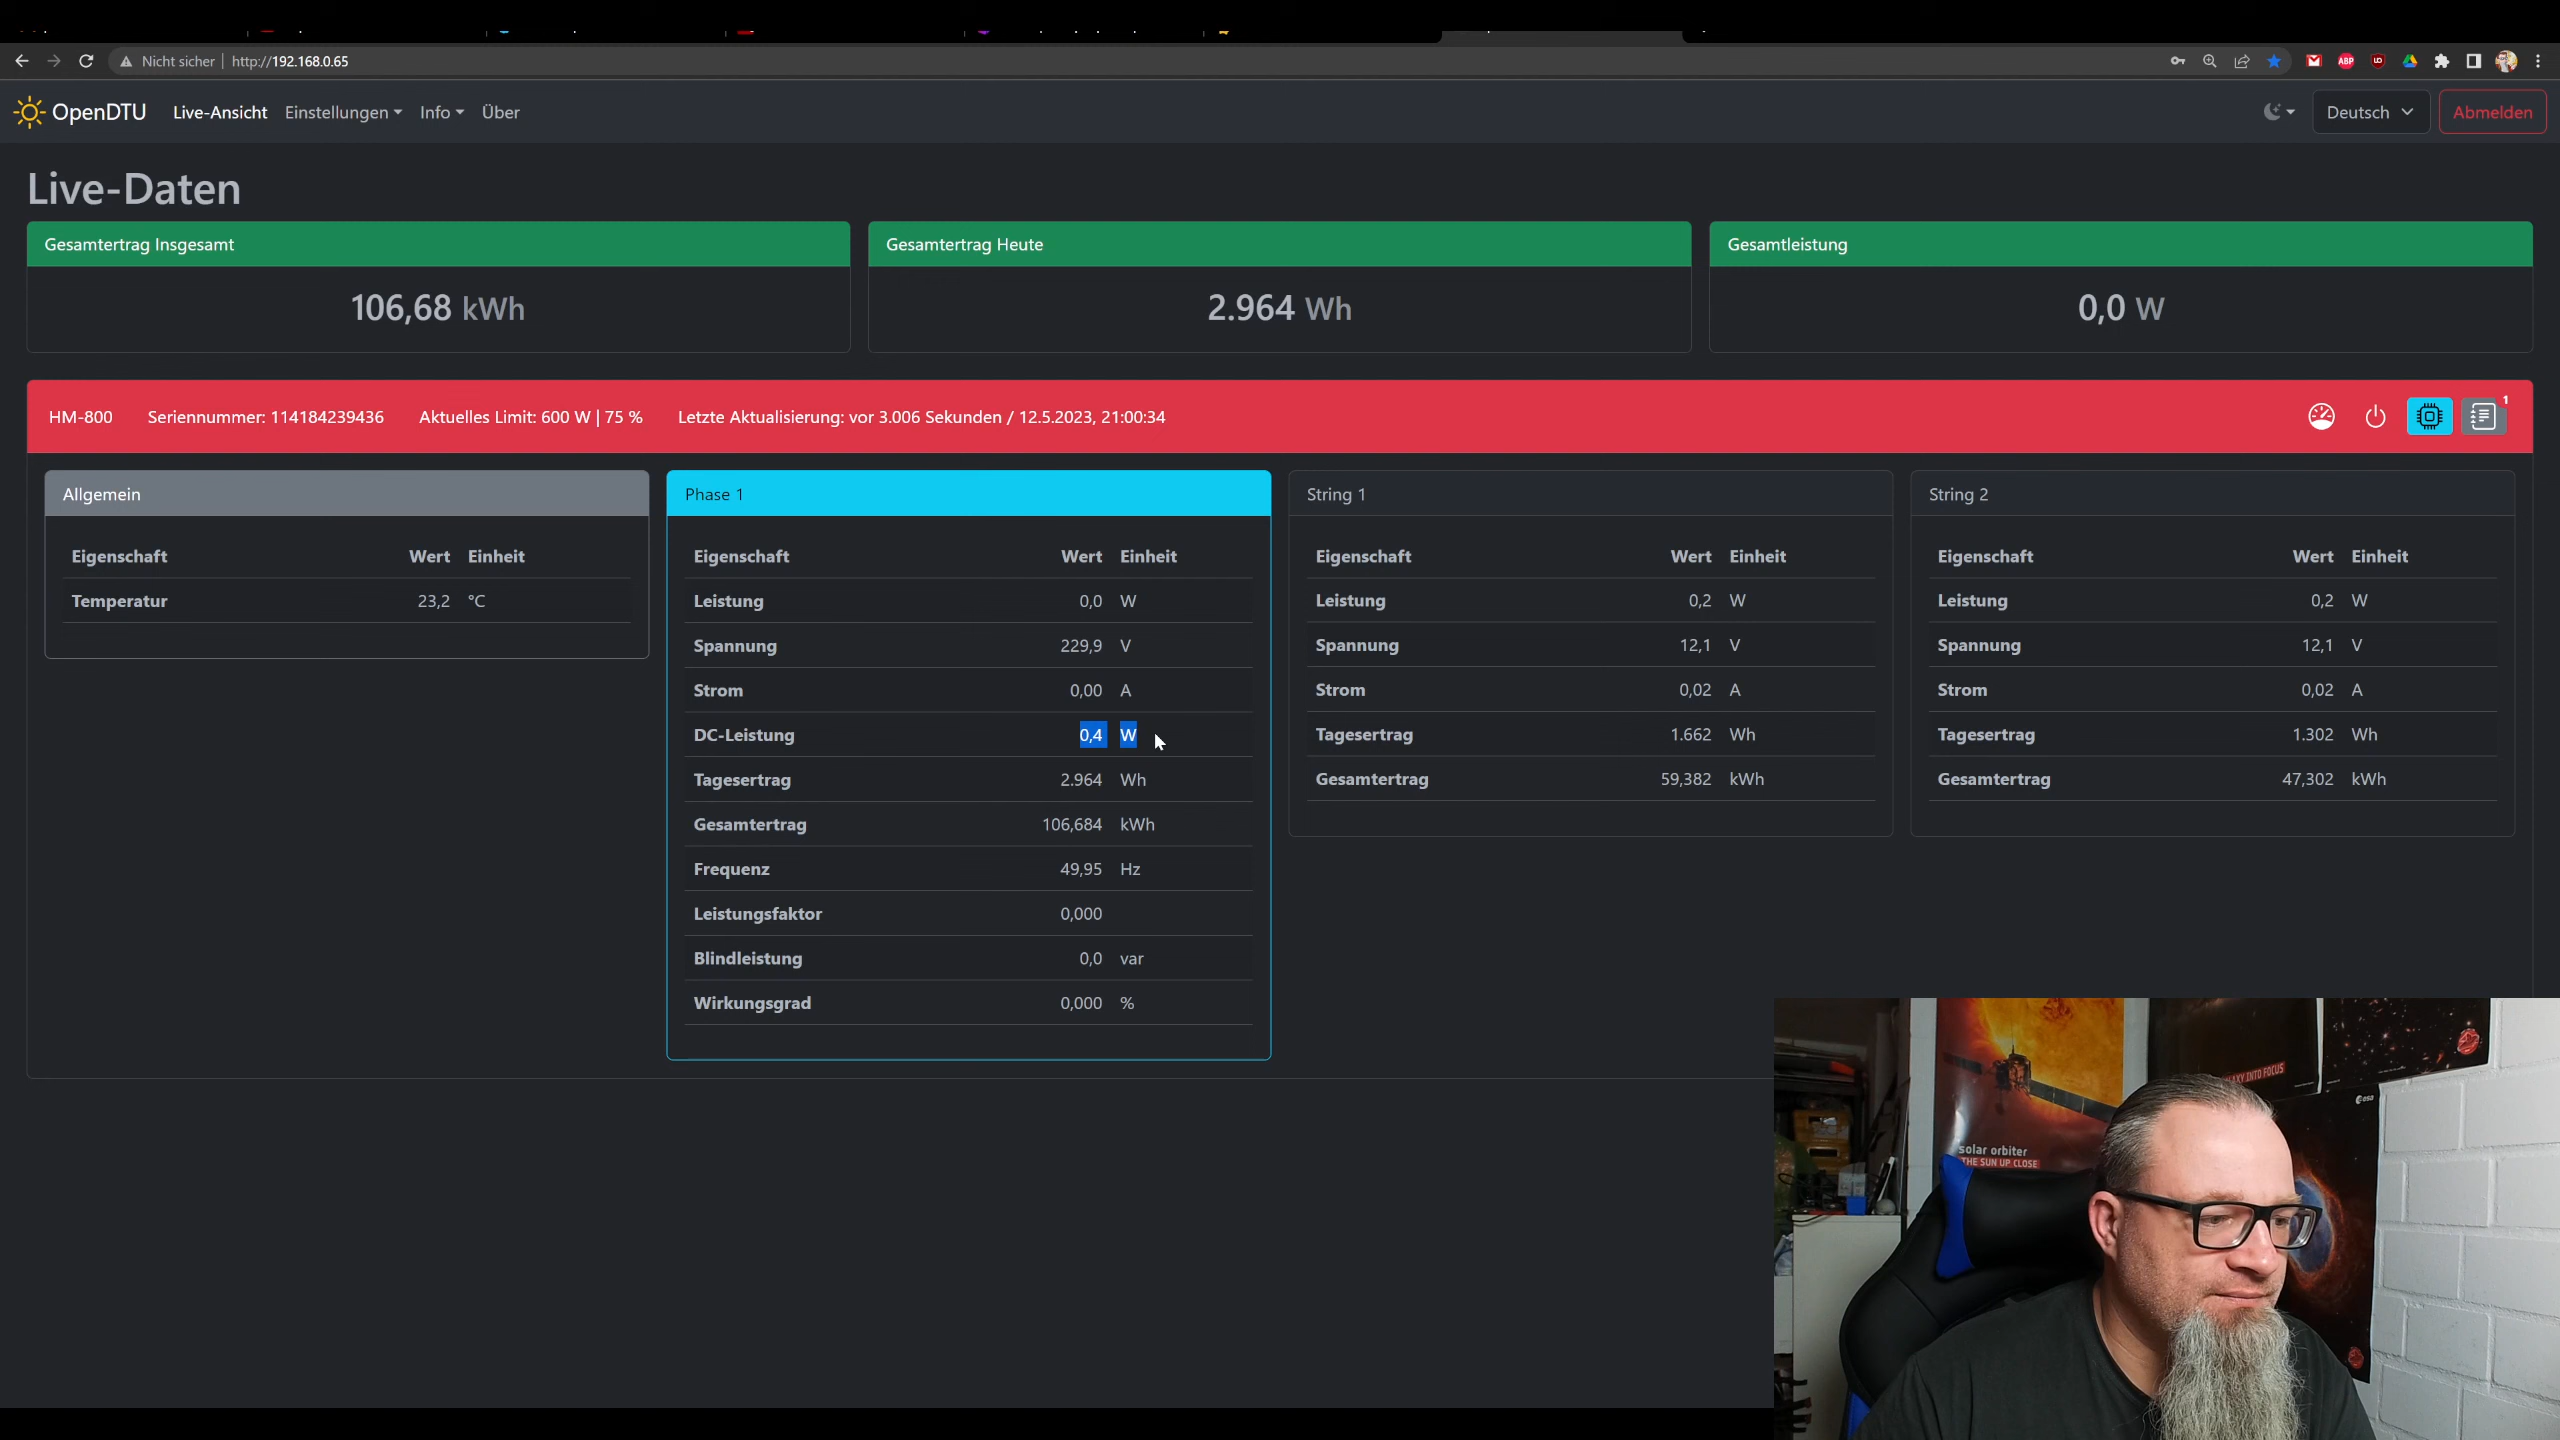 Nicht sicher | http://192.168.0.65
OpenDTU Live-Ansicht Einstellungen Info Über Deutsch Abmelden
Live-Daten
Gesamtertrag Insgesamt
106,68 kWh
Gesamtertrag Heute
2.964 Wh
Gesamtleistung
0,0 W
HM-800 Seriennummer: 114184239436 Aktuelles Limit: 600 W | 75 % Letzte Aktualisierung: vor 3.006 Sekunden / 12.5.2023, 21:00:34 1
Allgemein
Eigenschaft Wert Einheit
Temperatur 23,2 °C
Phase 1
Eigenschaft Wert Einheit
Leistung 0,0 W
Spannung 229,9 V
Strom 0,00 A
DC-Leistung 0,4 W
Tagesertrag 2.964 Wh
Gesamtertrag 106,684 kWh
Frequenz 49,95 Hz
Leistungsfaktor 0,000
Blindleistung 0,0 var
Wirkungsgrad 0,000 %
String 1
Eigenschaft Wert Einheit
Leistung 0,2 W
Spannung 12,1 V
Strom 0,02 A
Tagesertrag 1.662 Wh
Gesamtertrag 59,382 kWh
String 2
Eigenschaft Wert Einheit
Leistung 0,2 W
Spannung 12,1 V
Strom 0,02 A
Tagesertrag 1.302 Wh
Gesamtertrag 47,302 kWh
solar orbiter
THE SUN UP CLOSE
INTO FOCUS
esa